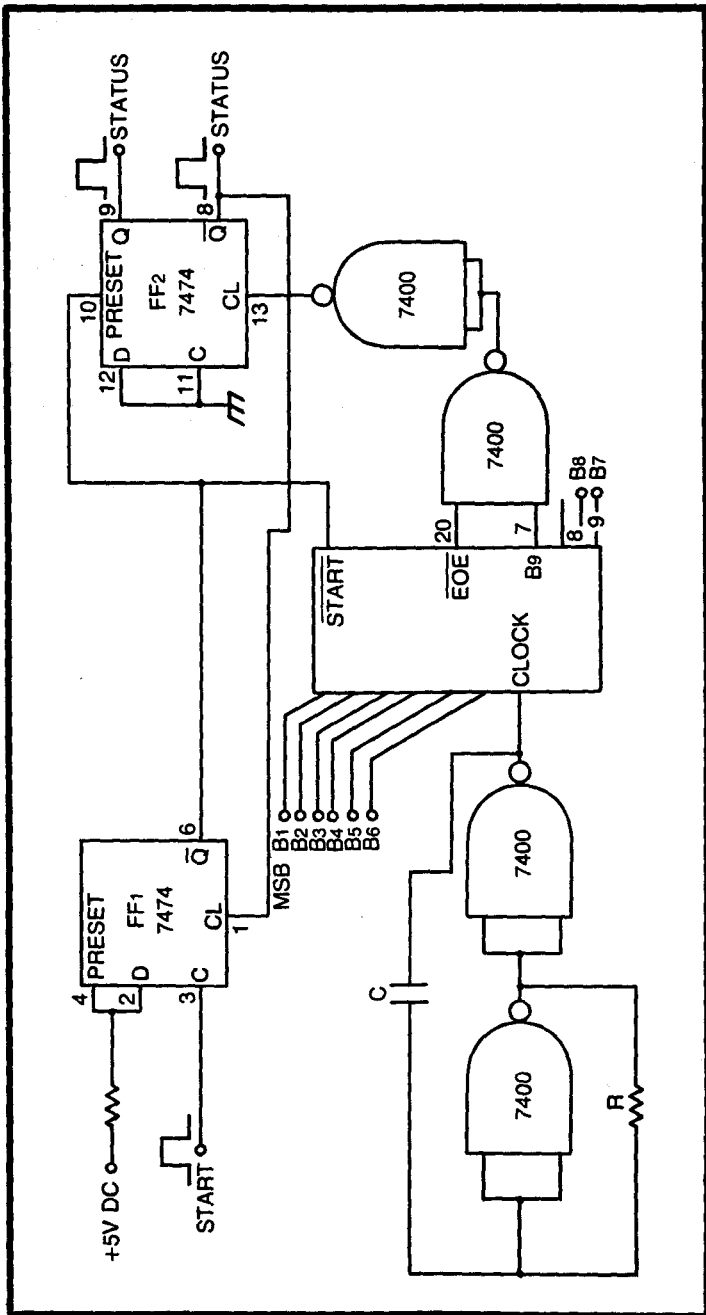 +5V DC
START
4
PRESET
2
D
3
C
FF1
7474
CL
1
Q
6
MSB
B1
B2
B3
B4
B5
B6
10
PRESET
12
D
11
C
FF2
7474
CL
13
Q
9
STATUS
Q
8
STATUS
START
EOE
20
B9
7
8
B8
9
B7
CLOCK
7400
7400
7400
7400
C
R